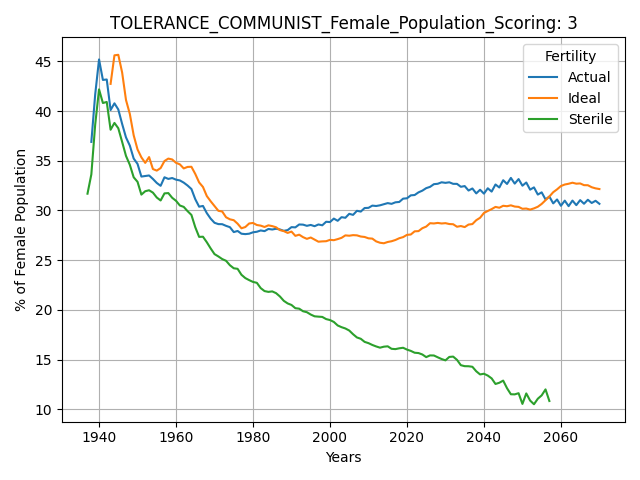 TOLERANCE_COMMUNIST_Female_Population_Scoring: 3
Fertility
Actual
Ideal
Sterile
% of Female Population
45
40
35
30
25
20
15
10
1940 1960 1980 2000 2020 2040 2060
Years